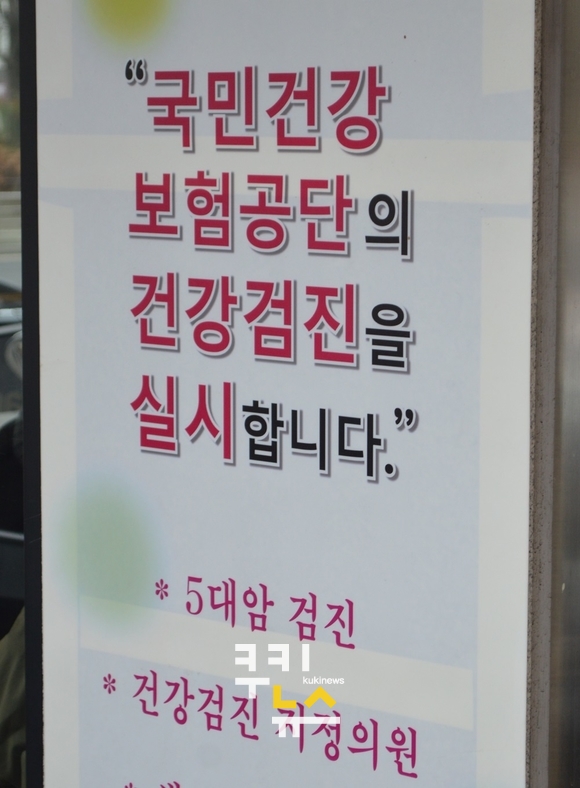 “국민건강
보험공단의
건강검진을
실시합니다.”
* 5대암 검진
쿠키
kukinews
뉴스
* 건강검진 지정의원